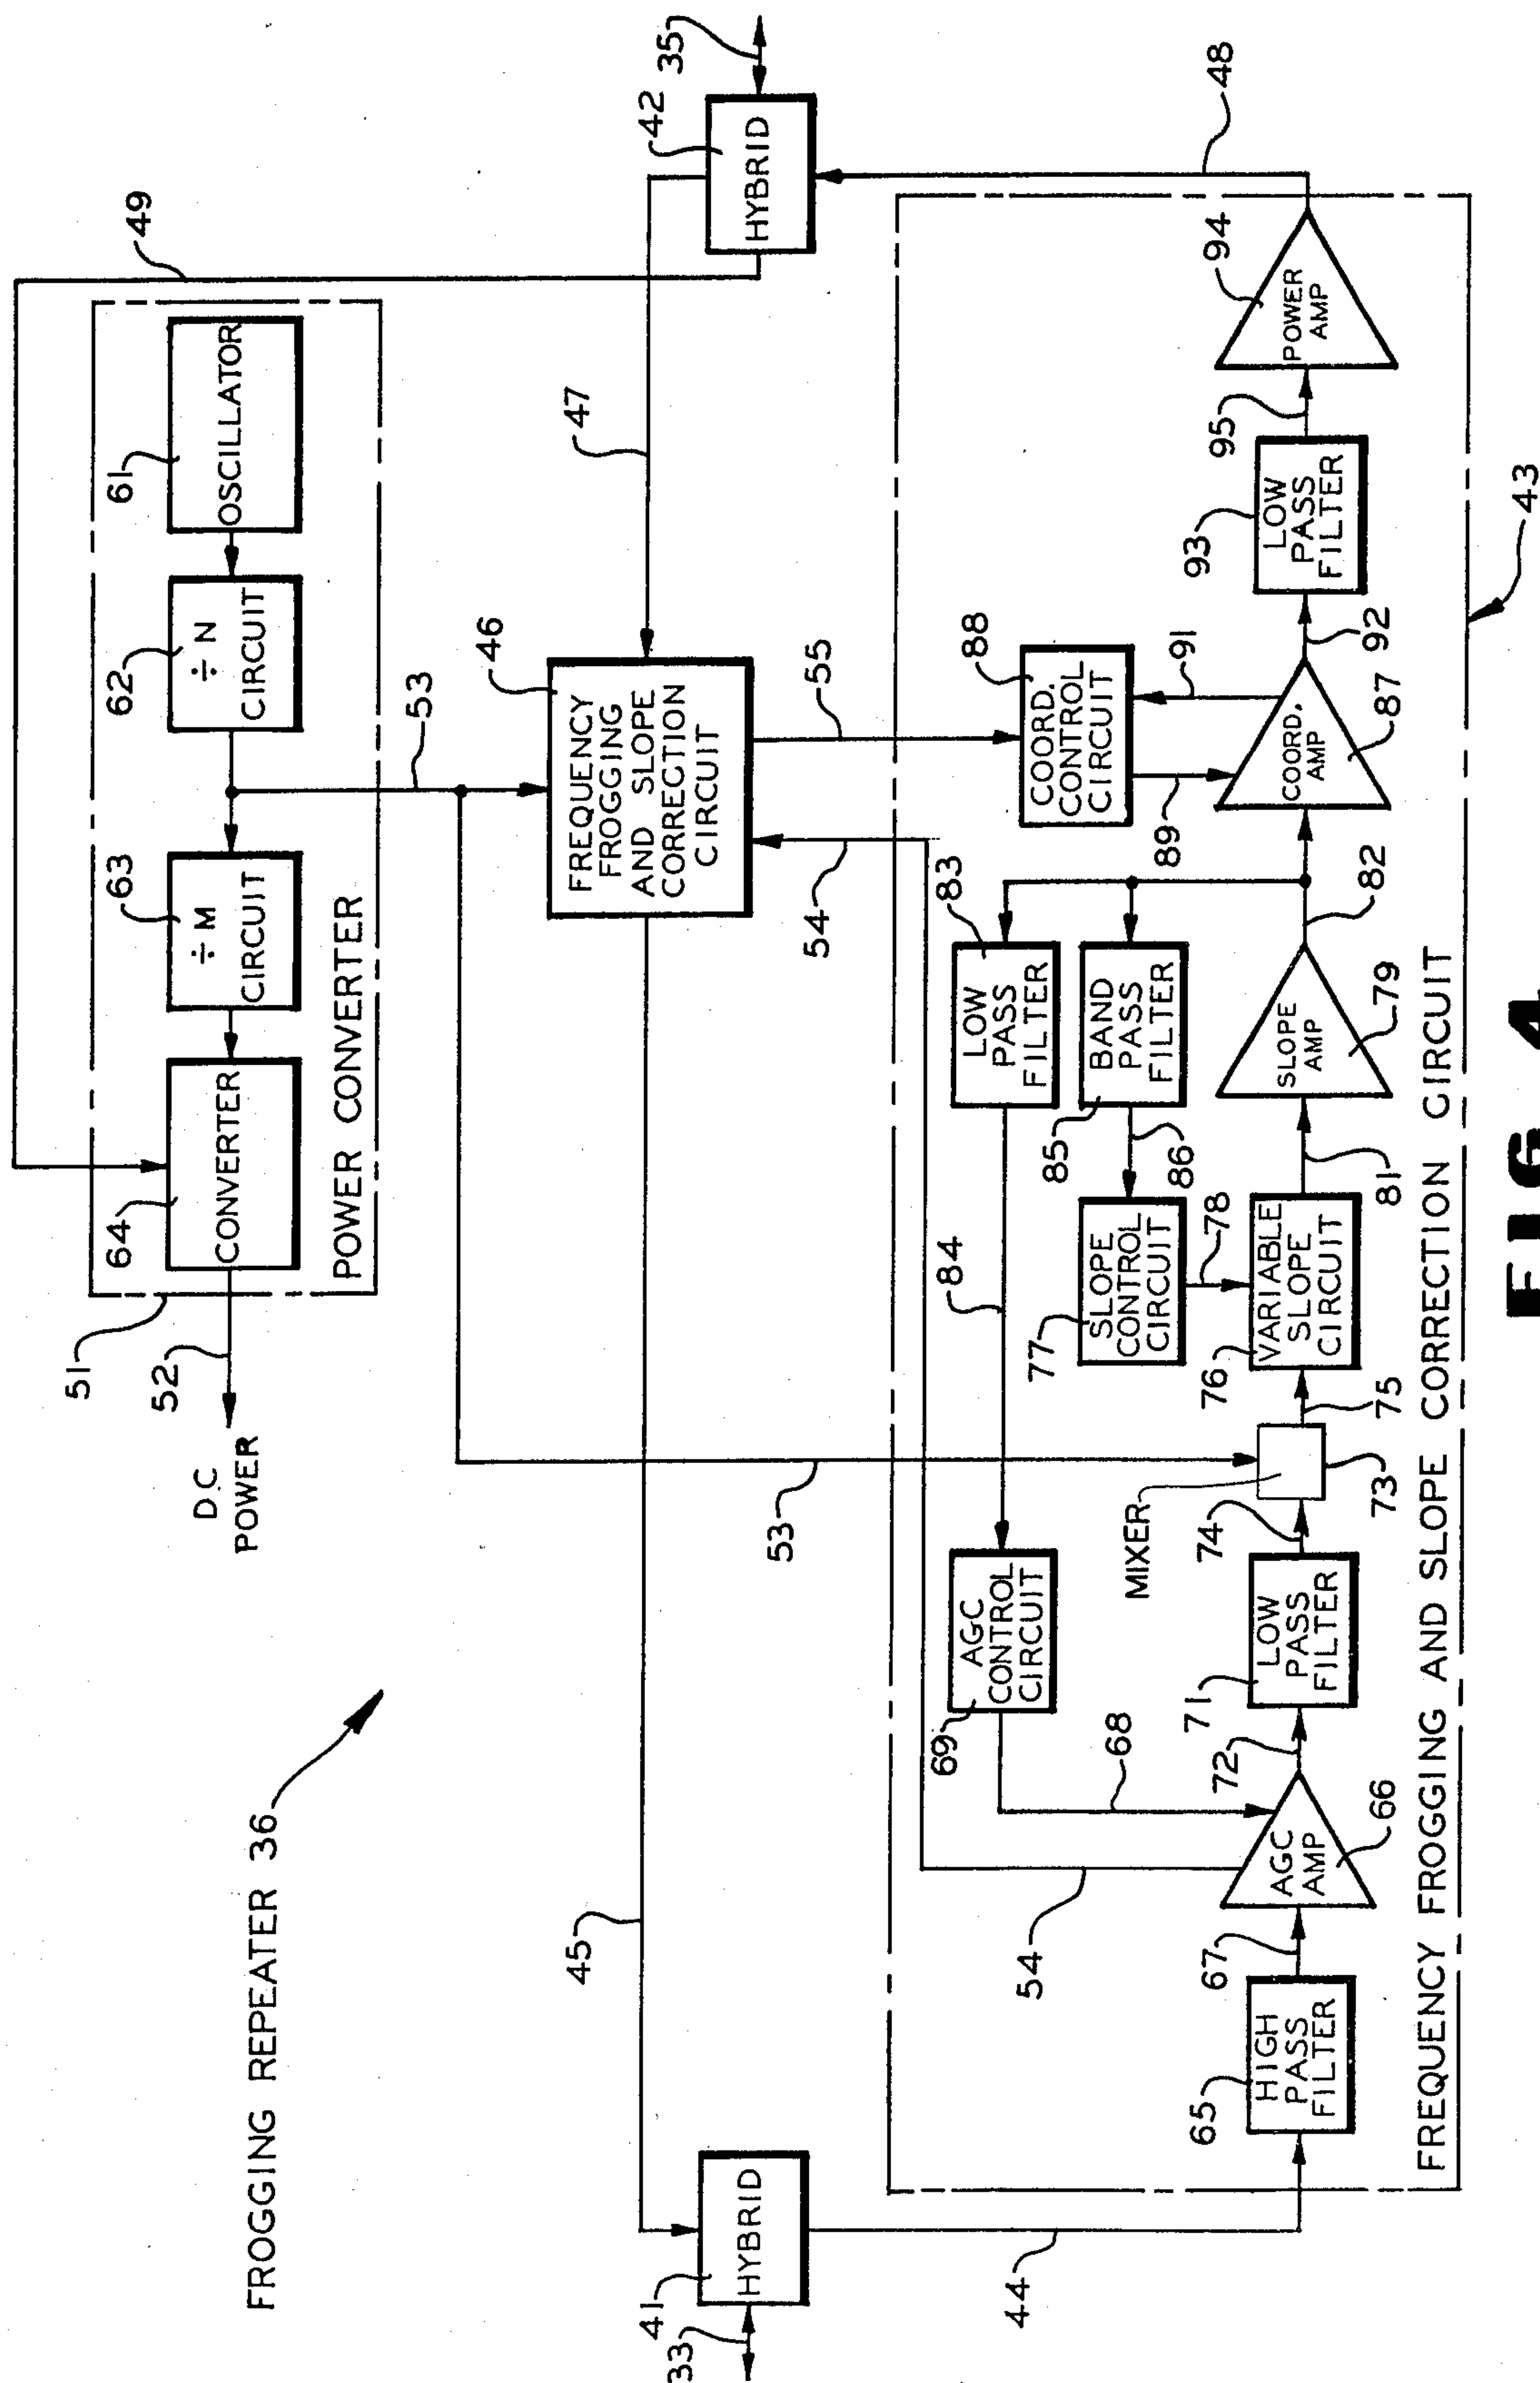 FROGGING REPEATER 36
49
61
OSCILLATOR
62
÷ N
CIRCUIT
63
÷ M
CIRCUIT
64
CONVERTER
POWER CONVERTER
51
52
D.C.
POWER
53
47
42
HYBRID
35
46
FREQUENCY
FROGGING
AND SLOPE
CORRECTION
CIRCUIT
45
41
HYBRID
33
44
48
55
54
53
84
83
LOW
PASS
FILTER
88
COORD.
CONTROL
CIRCUIT
91
89
69
AGC
CONTROL
CIRCUIT
68
54
85
BAND
PASS
FILTER
86
77
SLOPE
CONTROL
CIRCUIT
78
MIXER
65
HIGH
PASS
FILTER
67
AGC
AMP
66
72
71
LOW
PASS
FILTER
74
73
75
76
VARIABLE
SLOPE
CIRCUIT
81
SLOPE
AMP
79
82
COORD.
AMP
87
92
93
LOW
PASS
FILTER
95
94
POWER
AMP
FREQUENCY FROGGING AND SLOPE CORRECTION CIRCUIT
43
FIG 4